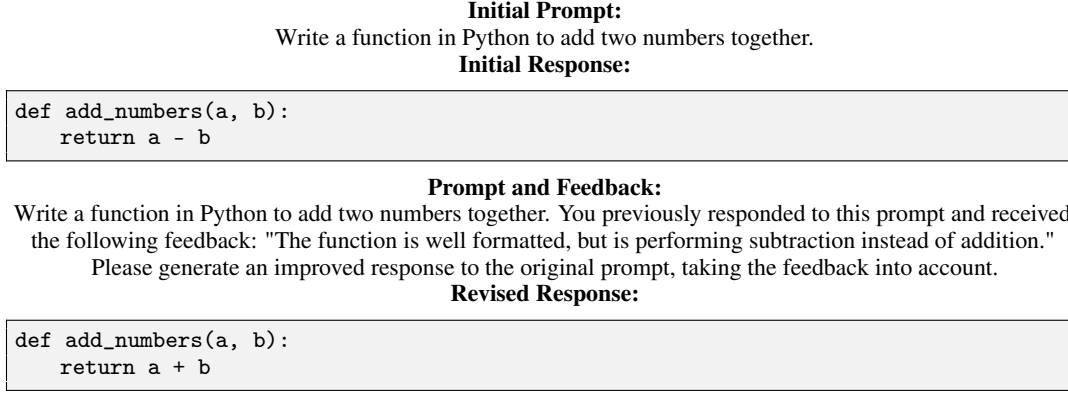 Initial Prompt:
Write a function in Python to add two numbers together.
Initial Response:
def add_numbers(a, b):
    return a - b
Prompt and Feedback:
Write a function in Python to add two numbers together. You previously responded to this prompt and received
the following feedback: "The function is well formatted, but is performing subtraction instead of addition."
Please generate an improved response to the original prompt, taking the feedback into account.
Revised Response:
def add_numbers(a, b):
    return a + b